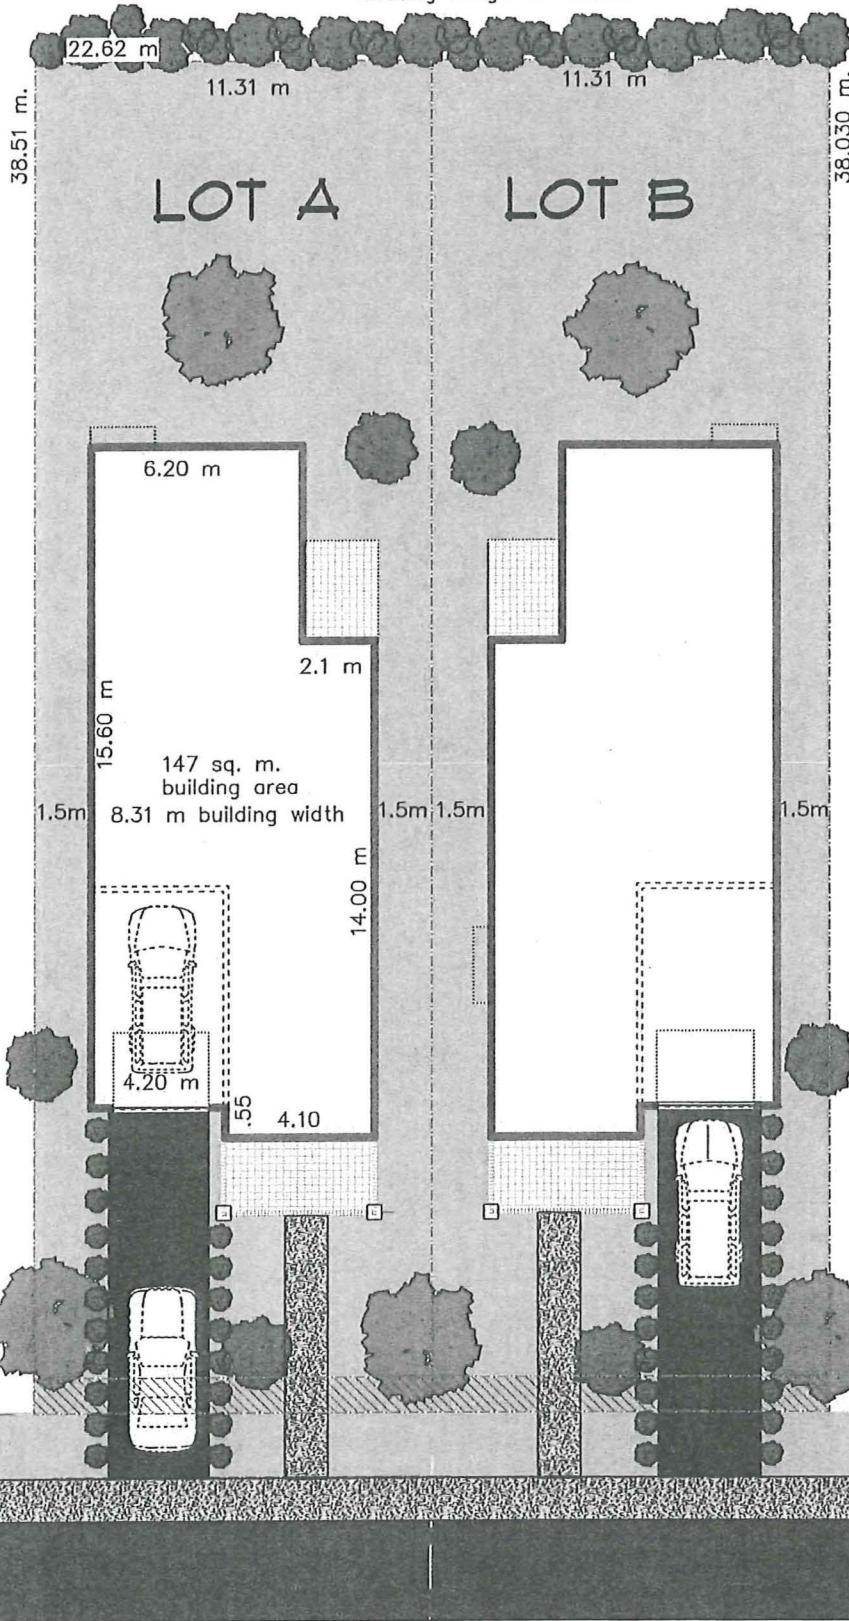 22.62 m
11.31 m
11.31 m
38.51 m.
38.030 m.
LOT A
LOT B
6.20 m
2.1 m
15.60 m
147 sq. m.
building area
8.31 m building width
1.5m
1.5m
1.5m
1.5m
14.00 m
4.20 m
.55
4.10